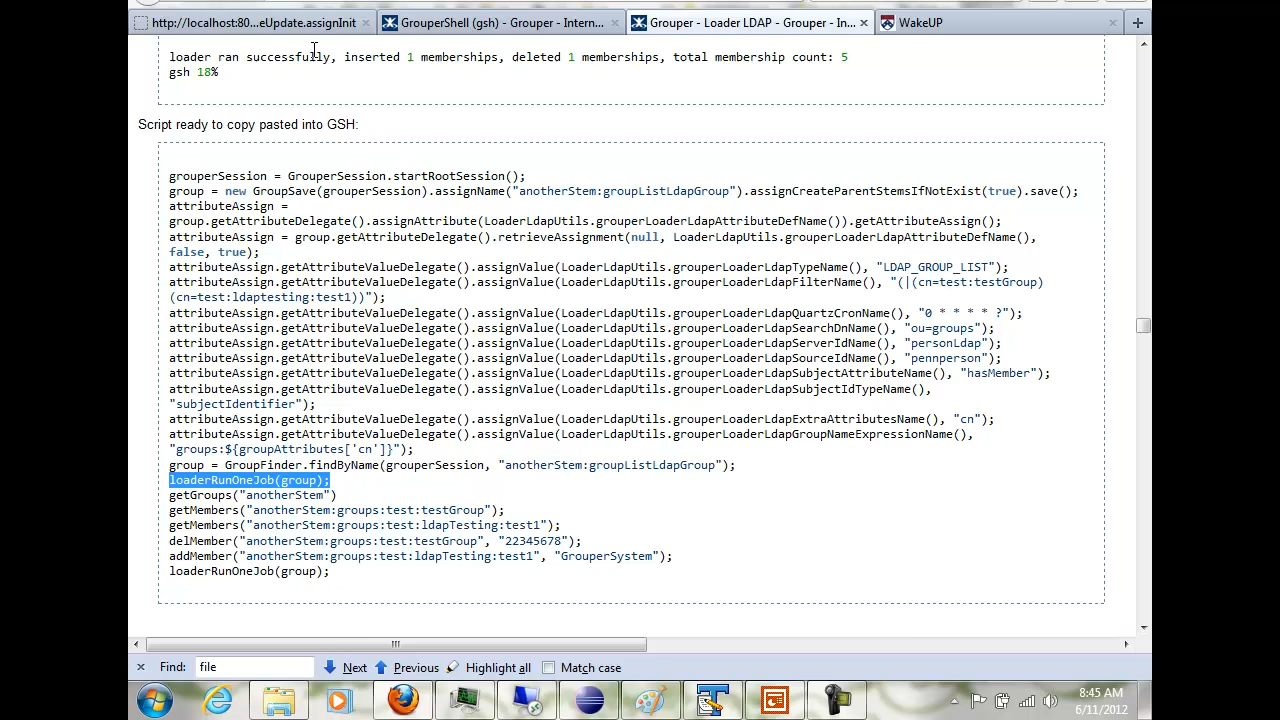 http://localhost:80...eUpdate.assignInit
GrouperShell (gsh) - Grouper - Intern...
Grouper - Loader LDAP - Grouper - In...
WakeUP
loader ran successfully, inserted 1 memberships, deleted 1 memberships, total membership count: 5
gsh 18%
Script ready to copy pasted into GSH:
grouperSession = GrouperSession.startRootSession();
group = new GroupSave(grouperSession).assignName("anotherStem:groupListLdapGroup").assignCreateParentStemsIfNotExist(true).save();
attributeAssign =
group.getAttributeDelegate().assignAttribute(LoaderLdapUtils.grouperLoaderLdapAttributeDefName()).getAttributeAssign();
attributeAssign = group.getAttributeDelegate().retrieveAssignment(null, LoaderLdapUtils.grouperLoaderLdapAttributeDefName(),
false, true);
attributeAssign.getAttributeValueDelegate().assignValue(LoaderLdapUtils.grouperLoaderLdapTypeName(), "LDAP_GROUP_LIST");
attributeAssign.getAttributeValueDelegate().assignValue(LoaderLdapUtils.grouperLoaderLdapFilterName(), "(|(cn=test:testGroup)
(cn=test:ldaptesting:test1))");
attributeAssign.getAttributeValueDelegate().assignValue(LoaderLdapUtils.grouperLoaderLdapQuartzCronName(), "0 * * * * ?");
attributeAssign.getAttributeValueDelegate().assignValue(LoaderLdapUtils.grouperLoaderLdapSearchDnName(), "ou=groups");
attributeAssign.getAttributeValueDelegate().assignValue(LoaderLdapUtils.grouperLoaderLdapServerIdName(), "personLdap");
attributeAssign.getAttributeValueDelegate().assignValue(LoaderLdapUtils.grouperLoaderLdapSourceIdName(), "pennperson");
attributeAssign.getAttributeValueDelegate().assignValue(LoaderLdapUtils.grouperLoaderLdapSubjectAttributeName(), "hasMember");
attributeAssign.getAttributeValueDelegate().assignValue(LoaderLdapUtils.grouperLoaderLdapSubjectIdTypeName(),
"subjectIdentifier");
attributeAssign.getAttributeValueDelegate().assignValue(LoaderLdapUtils.grouperLoaderLdapExtraAttributesName(), "cn");
attributeAssign.getAttributeValueDelegate().assignValue(LoaderLdapUtils.grouperLoaderLdapGroupNameExpressionName(),
"groups:${groupAttributes['cn']}");
group = GroupFinder.findByName(grouperSession, "anotherStem:groupListLdapGroup");
loaderRunOneJob(group);
getGroups("anotherStem")
getMembers("anotherStem:groups:test:testGroup");
getMembers("anotherStem:groups:test:ldapTesting:test1");
delMember("anotherStem:groups:test:testGroup", "22345678");
addMember("anotherStem:groups:test:ldapTesting:test1", "GrouperSystem");
loaderRunOneJob(group);
Find: file Next Previous Highlight all Match case
8:45 AM
6/11/2012